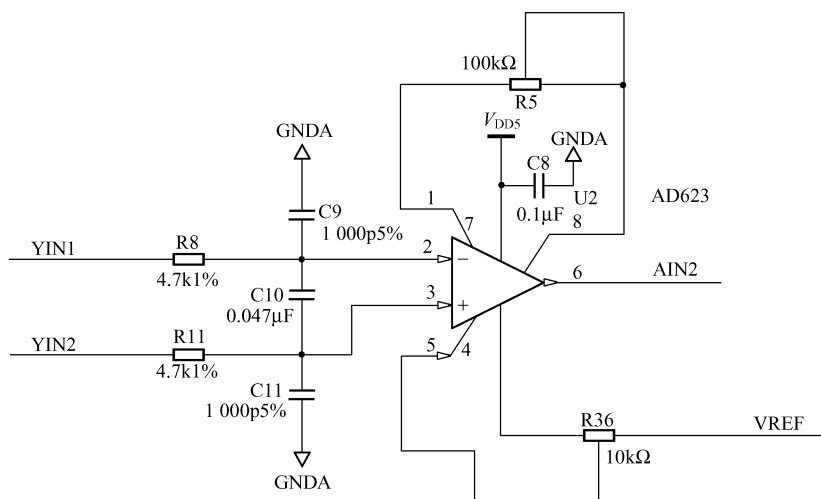 100kΩ
R5
VDD5
GNDA
C8
0.1μF
U2
AD623
GNDA
C9
1 000p5%
1
7
8
YIN1
R8
4.7k1%
2
−
6
AIN2
C10
0.047μF
3
+
YIN2
R11
4.7k1%
5
4
C11
1 000p5%
GNDA
R36
10kΩ
VREF